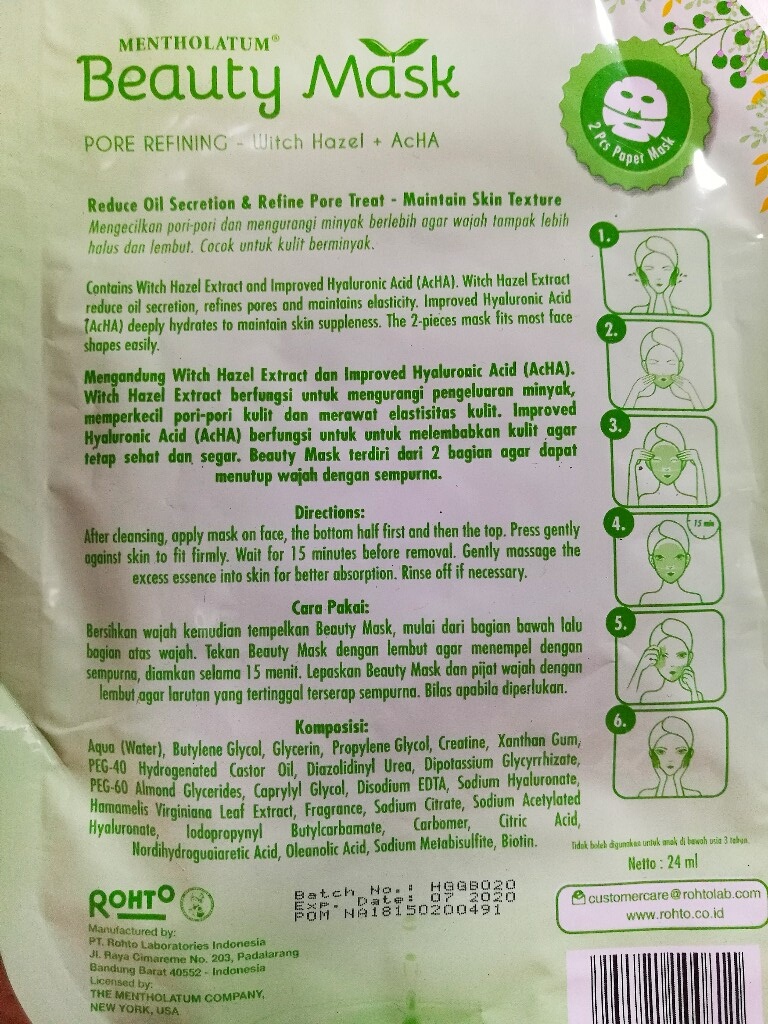 MENTHOLATUM®
Beauty Mask
PORE REFINING - Witch Hazel + AcHA
2 Pcs Paper Mask
Reduce Oil Secretion & Refine Pore Treat - Maintain Skin Texture
Mengecilkan pori-pori dan mengurangi minyak berlebih agar wajah tampak lebih
halus dan lembut. Cocok untuk kulit berminyak.
Contains Witch Hazel Extract and Improved Hyaluronic Acid (AcHA). Witch Hazel Extract
reduce oil secretion, refines pores and maintains elasticity. Improved Hyaluronic Acid
(AcHA) deeply hydrates to maintain skin suppleness. The 2-pieces mask fits most face
shapes easily.
Mengandung Witch Hazel Extract dan Improved Hyaluronic Acid (AcHA).
Witch Hazel Extract berfungsi untuk mengurangi pengeluaran minyak,
memperkecil pori-pori kulit dan merawat elastisitas kulit. Improved
Hyaluronic Acid (AcHA) berfungsi untuk untuk melembabkan kulit agar
tetap sehat dan segar. Beauty Mask terdiri dari 2 bagian agar dapat
menutup wajah dengan sempurna.
Directions:
After cleansing, apply mask on face, the bottom half first and then the top. Press gently
against skin to fit firmly. Wait for 15 minutes before removal. Gently massage the
excess essence into skin for better absorption. Rinse off if necessary.
Cara Pakai:
Bersihkan wajah kemudian tempelkan Beauty Mask, mulai dari bagian bawah lalu
bagian atas wajah. Tekan Beauty Mask dengan lembut agar menempel dengan
sempurna, diamkan selama 15 menit. Lepaskan Beauty Mask dan pijat wajah dengan
lembut agar larutan yang tertinggal terserap sempurna. Bilas apabila diperlukan.
Komposisi:
Aqua (Water), Butylene Glycol, Glycerin, Propylene Glycol, Creatine, Xanthan Gum,
PEG-40 Hydrogenated Castor Oil, Diazolidinyl Urea, Dipotassium Glycyrrhizate,
PEG-60 Almond Glycerides, Caprylyl Glycol, Disodium EDTA, Sodium Hyaluronate,
Hamamelis Virginiana Leaf Extract, Fragrance, Sodium Citrate, Sodium Acetylated
Hyaluronate, Iodopropynyl Butylcarbamate, Carbomer, Citric Acid,
Nordihydroguaiaretic Acid, Oleanolic Acid, Sodium Metabisulfite, Biotin.
1.
2.
3.
4.
15 min
5.
6.
Tidak boleh digunakan untuk anak di bawah usia 3 tahun.
Netto : 24 ml
customercare@rohtolab.com
www.rohto.co.id
ROHTO
Batch No.: HGGB020
Exp. Date: 07 2020
POM NA18150200491
Manufactured by:
PT. Rohto Laboratories Indonesia
Jl. Raya Cimareme No. 203, Padalarang
Bandung Barat 40552 - Indonesia
Licensed by:
THE MENTHOLATUM COMPANY,
NEW YORK, USA